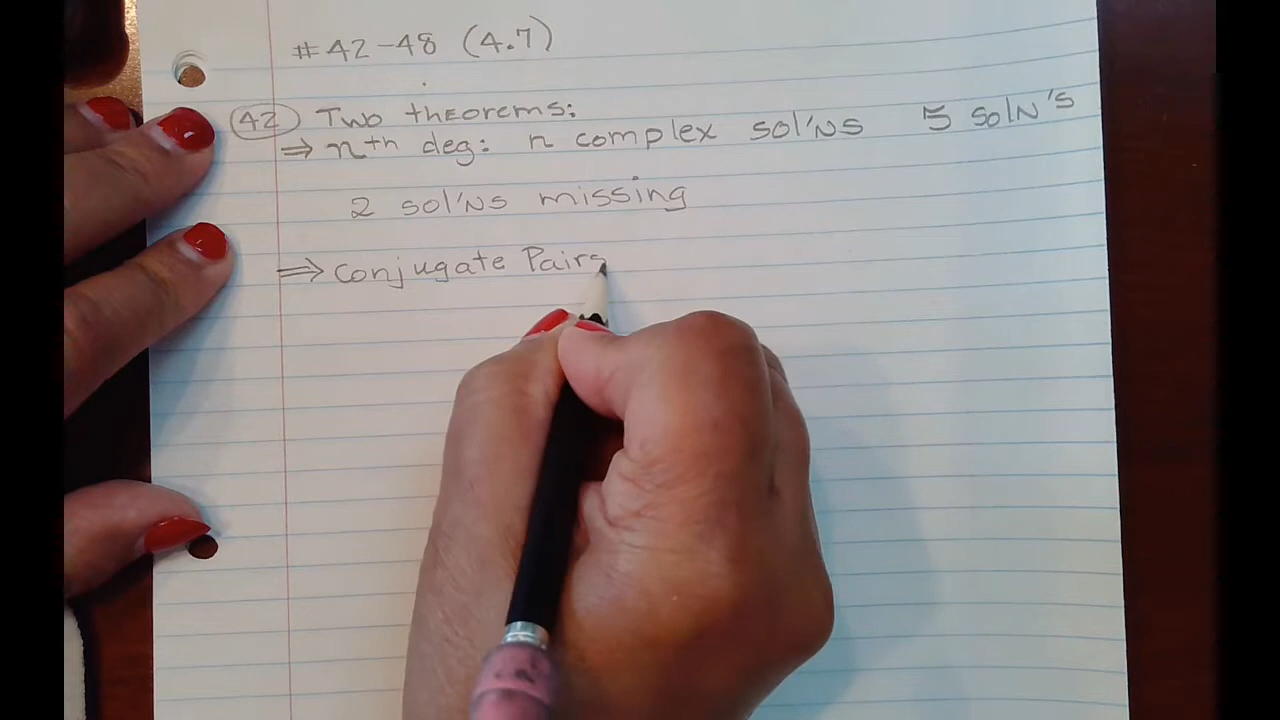 #42-48 (4.7)
42 Two theorems:
⇒ nth deg: n complex sol'ns 5 soln's
2 sol'ns missing
⇒ conjugate Pairs